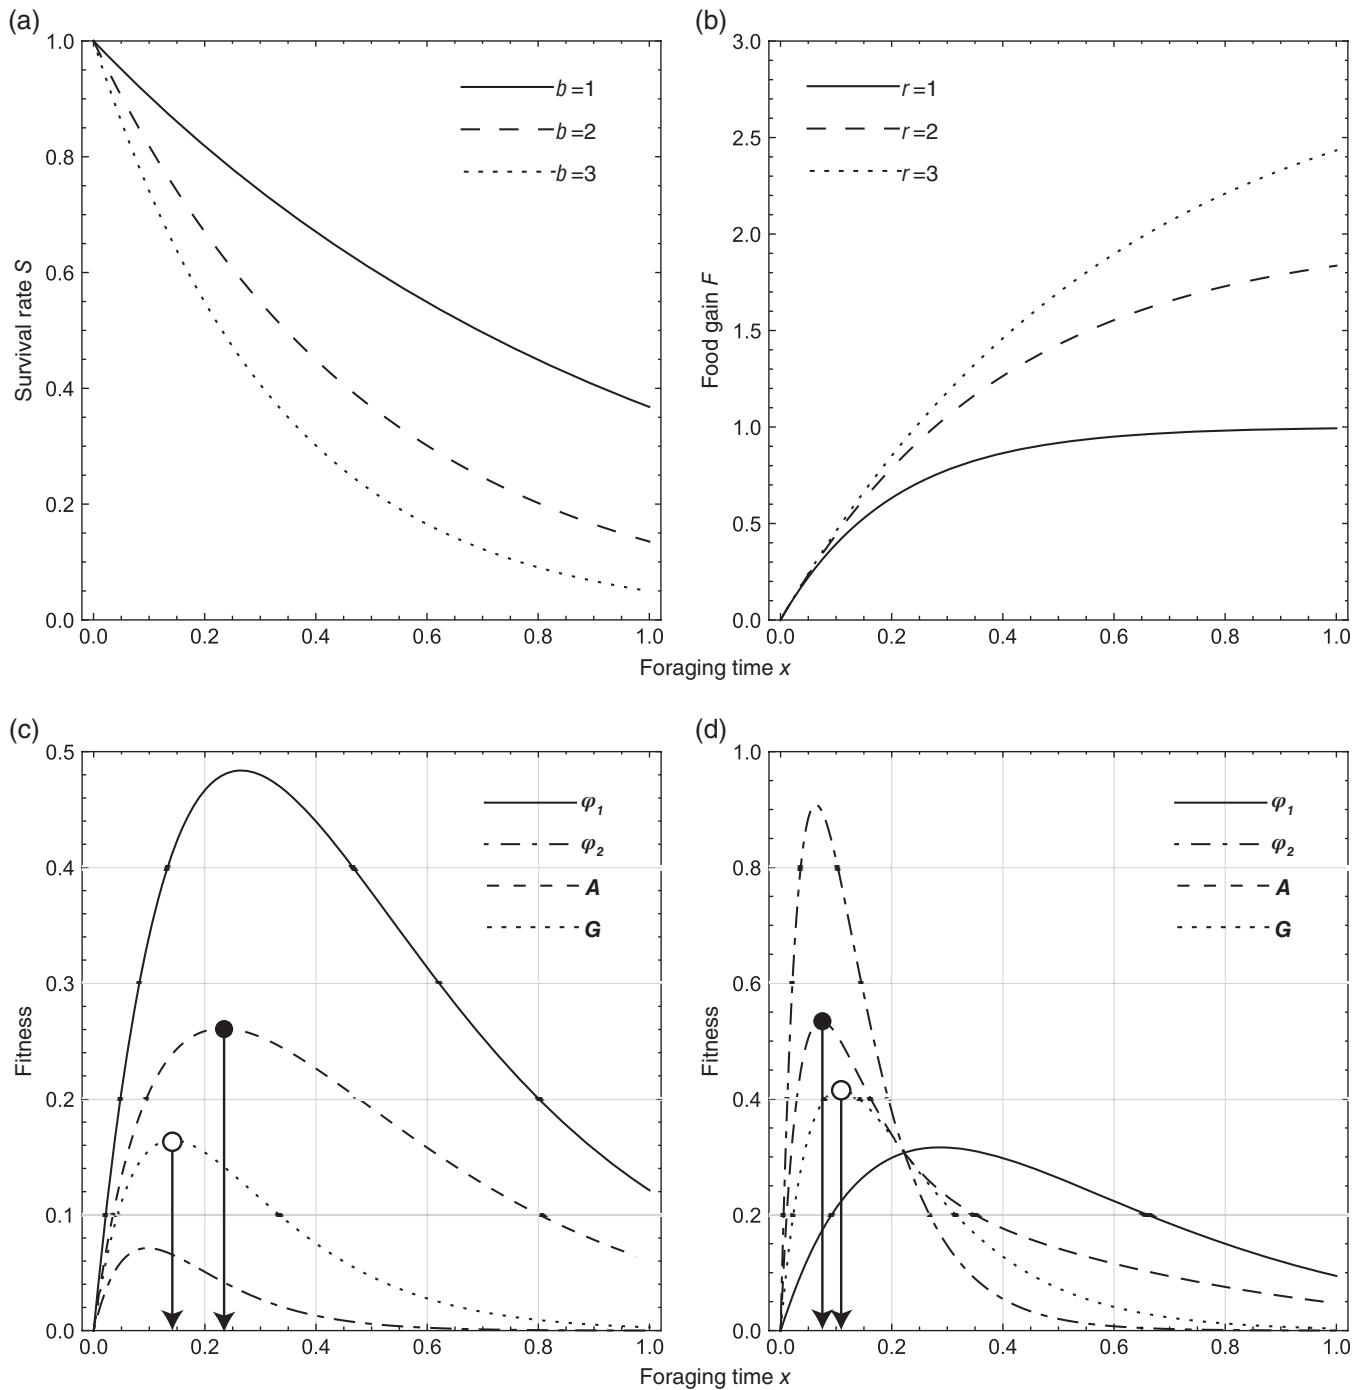 (a)
1.0
0.8
0.6
0.4
0.2
0.0
Survival rate S
b=1
b=2
b=3
0.0 0.2 0.4 0.6 0.8 1.0
(b)
3.0
2.5
2.0
1.5
1.0
0.5
0.0
Food gain F
r=1
r=2
r=3
0.0 0.2 0.4 0.6 0.8 1.0
Foraging time x
(c)
0.5
0.4
0.3
0.2
0.1
0.0
Fitness
φ1
φ2
A
G
0.0 0.2 0.4 0.6 0.8 1.0
(d)
1.0
0.8
0.6
0.4
0.2
0.0
Fitness
φ1
φ2
A
G
0.0 0.2 0.4 0.6 0.8 1.0
Foraging time x